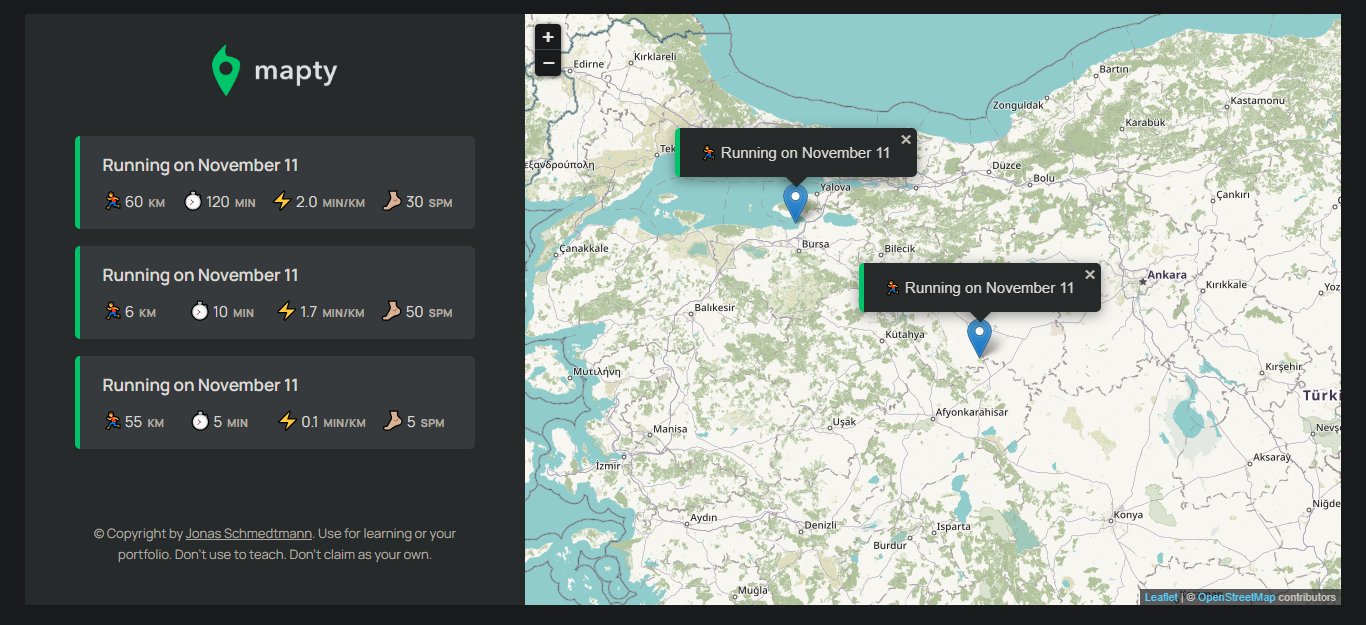 mapty
Running on November 11
60 KM 120 MIN 2.0 MIN/KM 30 SPM
Running on November 11
6 KM 10 MIN 1.7 MIN/KM 50 SPM
Running on November 11
55 KM 5 MIN 0.1 MIN/KM 5 SPM
© Copyright by Jonas Schmedtmann. Use for learning or your
portfolio. Don't use to teach. Don't claim as your own.
+
−
Edirne
Kırklareli
Bartın
Zonguldak
Kastamonu
Karabük
Tek
Running on November 11 ×
εξανδρούπολη
Düzce
Bolu
Yalova
Çankırı
Çanakkale
Bursa
Bilecik
Running on November 11 ×
Ankara
Kırıkkale
Yoz
Balıkesir
Kütahya
Μυτιλήνη
Kırşehir
Türki
Afyonkarahisar
Uşak
Manisa
Nevş
İzmir
Aksaray
Niğde
Aydın
Denizli
Isparta
Konya
Burdur
Muğla
Leaflet | © OpenStreetMap contributors